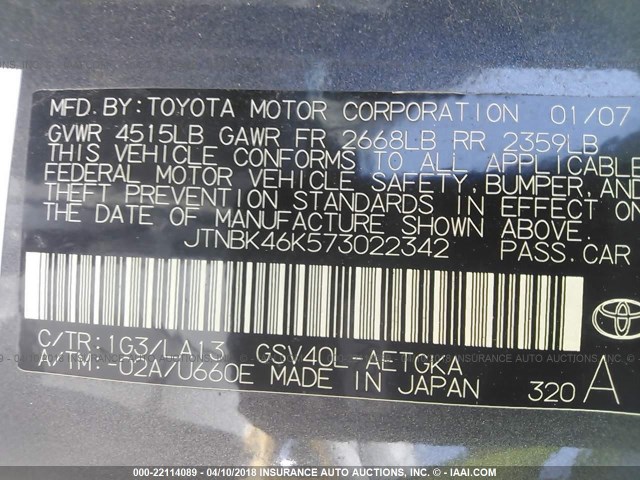 MFD.BY:TOYOTA MOTOR CORPORATION 01/07
GVWR 4515LB GAWR FR 2668LB RR 2359LB
THIS VEHICLE CONFORMS TO ALL APPLICABLE
FEDERAL MOTOR VEHICLE SAFETY, BUMPER, AND
THEFT PREVENTION STANDARDS IN EFFECT ON
THE DATE OF MANUFACTURE SHOWN ABOVE.
JTNBK46K573022342 PASS.CAR
C/TR:1G3/LA13 GSV40L-AETGKA
A/TM:-02A/U660E MADE IN JAPAN 320 A
000-22114089 - 04/10/2018 - INSURANCE AUTO AUCTIONS, INC. - IAAI.COM